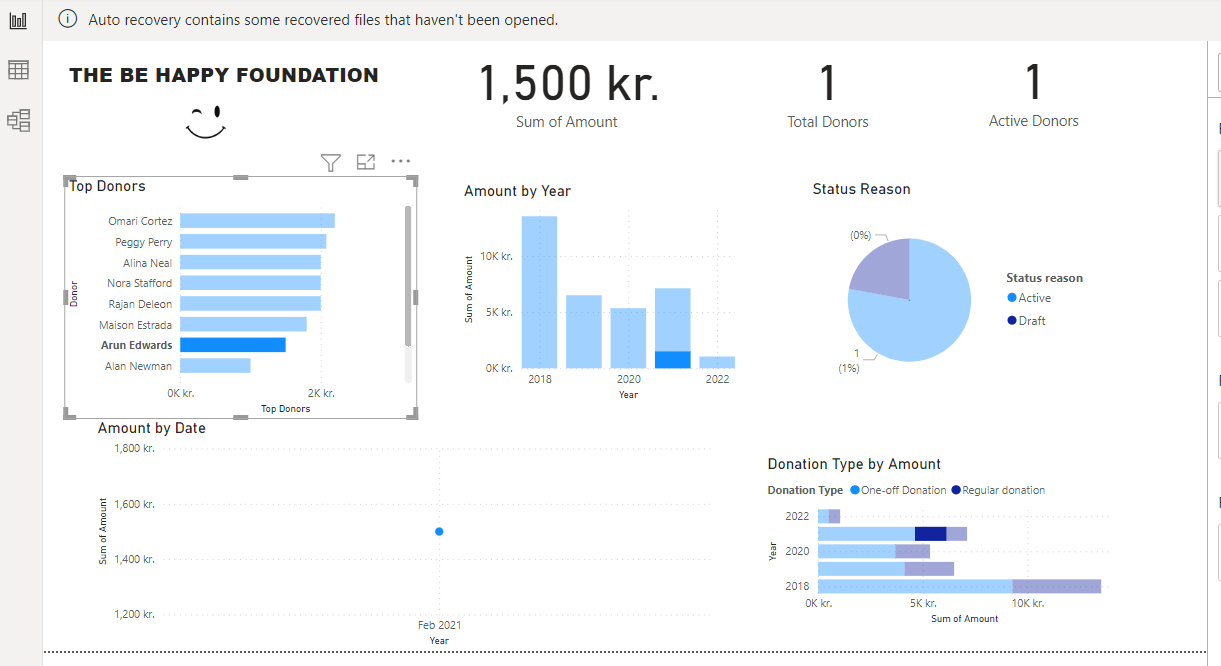 Auto recovery contains some recovered files that haven't been opened.
THE BE HAPPY FOUNDATION
1,500 kr.
Sum of Amount
1
Total Donors
1
Active Donors
Top Donors
Donor
Omari Cortez
Peggy Perry
Alina Neal
Nora Stafford
Rajan Deleon
Maison Estrada
Arun Edwards
Alan Newman
0K kr. 2K kr.
Top Donors
Amount by Year
Sum of Amount
10K kr.
5K kr.
0K kr.
2018 2020 2022
Year
Status Reason
(0%)
1
(1%)
Status reason
Active
Draft
Amount by Date
Sum of Amount
1,800 kr.
1,600 kr.
1,400 kr.
1,200 kr.
Feb 2021
Year
Donation Type by Amount
Donation Type One-off Donation Regular donation
Year
2022
2020
2018
0K kr. 5K kr. 10K kr.
Sum of Amount